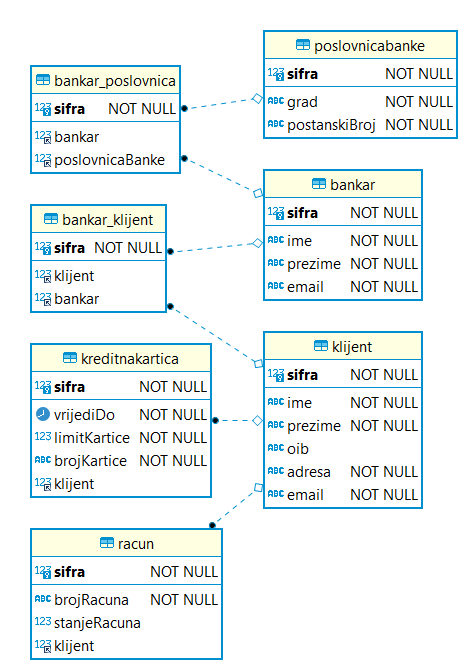 bankar_poslovnica
123 sifra NOT NULL
123 bankar
123 poslovnicaBanke
poslovnicabanke
123 sifra NOT NULL
ABC grad NOT NULL
ABC postanskiBroj NOT NULL
bankar
123 sifra NOT NULL
ABC ime NOT NULL
ABC prezime NOT NULL
ABC email NOT NULL
bankar_klijent
123 sifra NOT NULL
123 klijent
123 bankar
klijent
123 sifra NOT NULL
ABC ime NOT NULL
ABC prezime NOT NULL
ABC oib
ABC adresa NOT NULL
ABC email NOT NULL
kreditnakartica
123 sifra NOT NULL
vrijediDo NOT NULL
123 limitKartice NOT NULL
ABC brojKartice NOT NULL
123 klijent
racun
123 sifra NOT NULL
ABC brojRacuna NOT NULL
123 stanjeRacuna
123 klijent